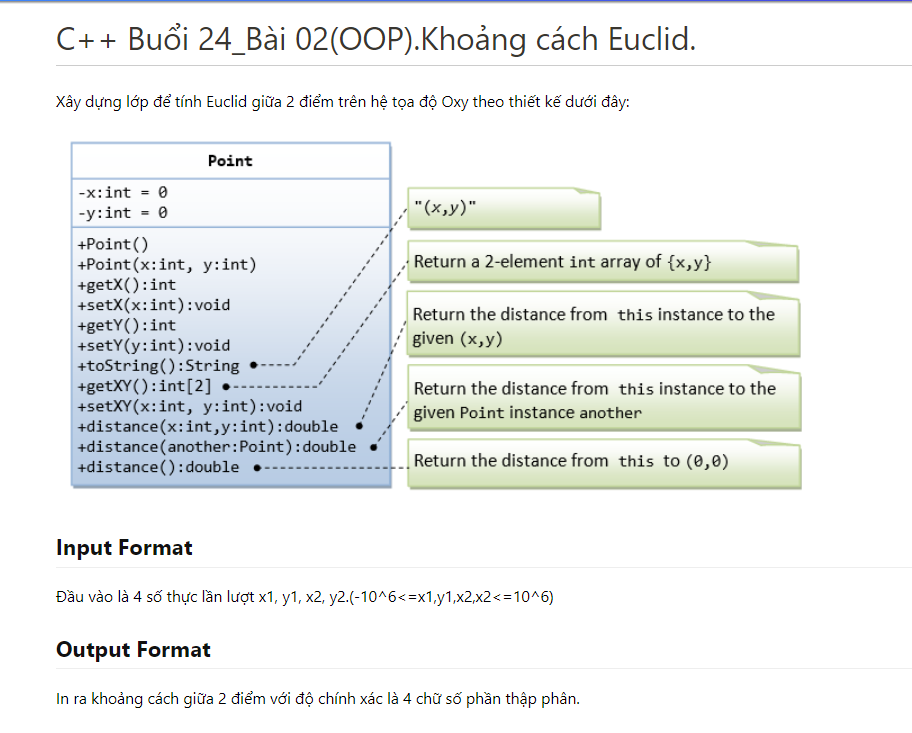 C++ Buổi 24_Bài 02(OOP).Khoảng cách Euclid.
Xây dựng lớp để tính Euclid giữa 2 điểm trên hệ tọa độ Oxy theo thiết kế dưới đây:
Point
-x:int = 0
-y:int = 0
+Point()
+Point(x:int, y:int)
+getX():int
+setX(x:int):void
+getY():int
+setY(y:int):void
+toString():String
+getXY():int[2]
+setXY(x:int, y:int):void
+distance(x:int,y:int):double
+distance(another:Point):double
+distance():double
"(x,y)"
Return a 2-element int array of {x,y}
Return the distance from this instance to the
given (x,y)
Return the distance from this instance to the
given Point instance another
Return the distance from this to (0,0)
Input Format
Đầu vào là 4 số thực lần lượt x1, y1, x2, y2.(-10^6<=x1,y1,x2,x2<=10^6)
Output Format
In ra khoảng cách giữa 2 điểm với độ chính xác là 4 chữ số phần thập phân.